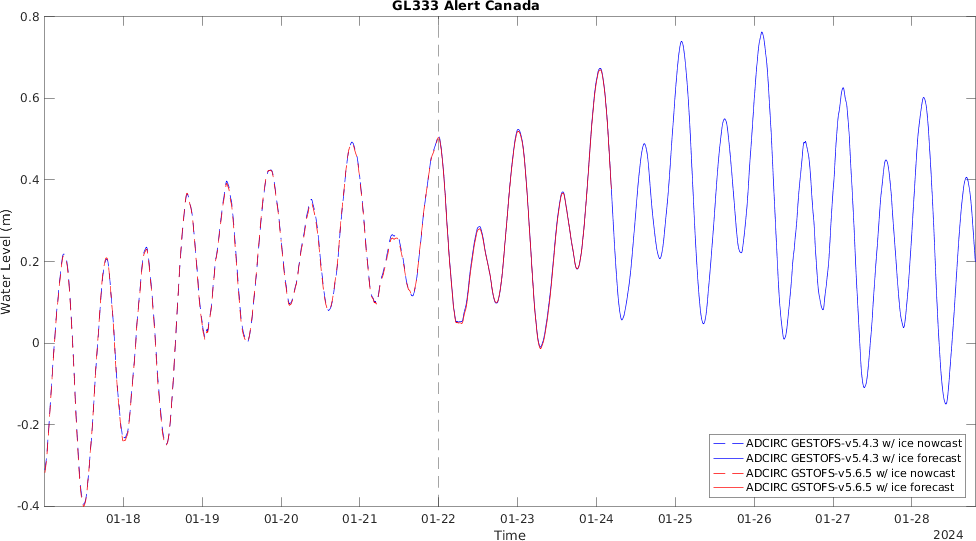 GL333 Alert Canada
0.8
0.6
0.4
0.2
0
-0.2
-0.4
Water Level (m)
ADCIRC GESTOFS-v5.4.3 w/ ice nowcast
ADCIRC GESTOFS-v5.4.3 w/ ice forecast
ADCIRC GSTOFS-v5.6.5 w/ ice nowcast
ADCIRC GSTOFS-v5.6.5 w/ ice forecast
01-18 01-19 01-20 01-21 01-22 01-23 01-24 01-25 01-26 01-27 01-28
Time
2024